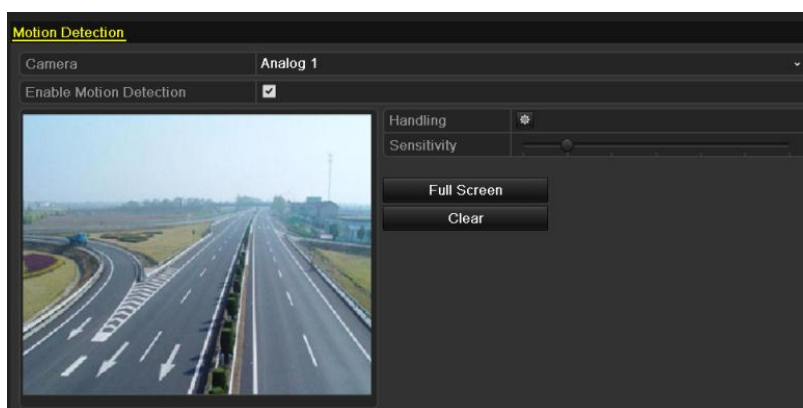 Motion Detection
Camera Analog 1
Enable Motion Detection
Handling
Sensitivity
Full Screen
Clear